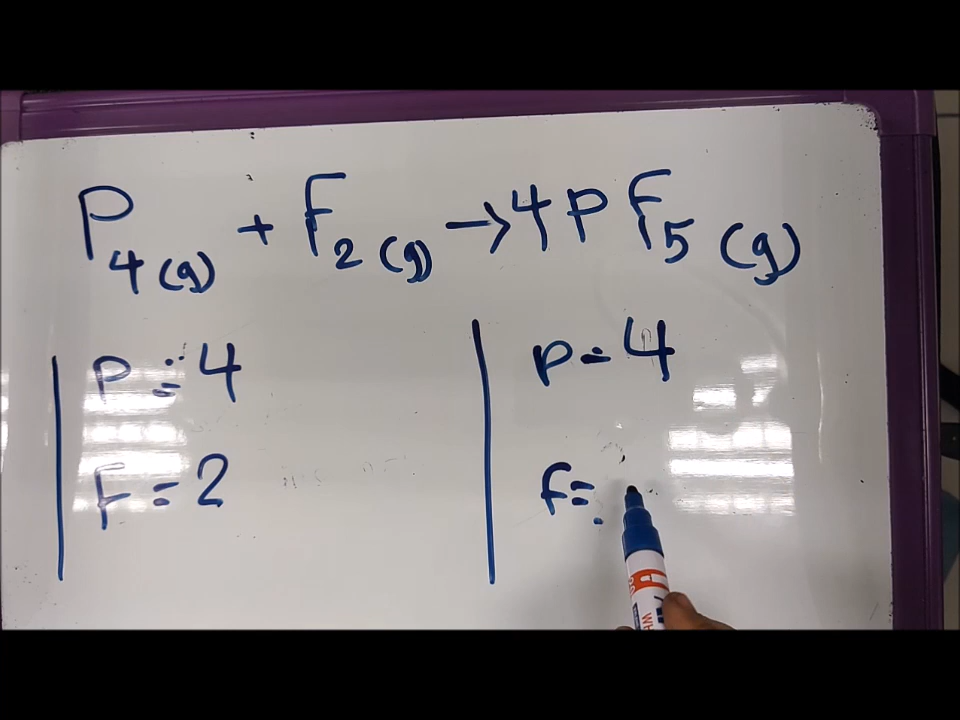 P4(g) + F2(g) → 4PF5(g)
P = 4
F = 2
P = 4
F =